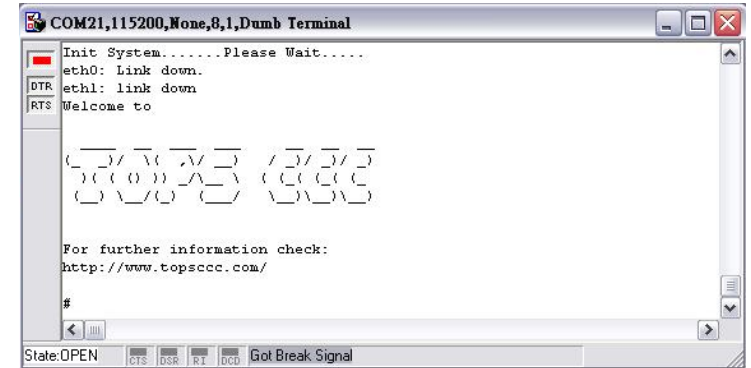 COM21,115200,None,8,1,Dumb Terminal
Init System.......Please Wait.....
eth0: Link down.
DTR
eth1: link down
RTS
Welcome to
TOPS CCC
For further information check:
http://www.topsccc.com/
#
State:OPEN CTS DSR RI DCD Got Break Signal